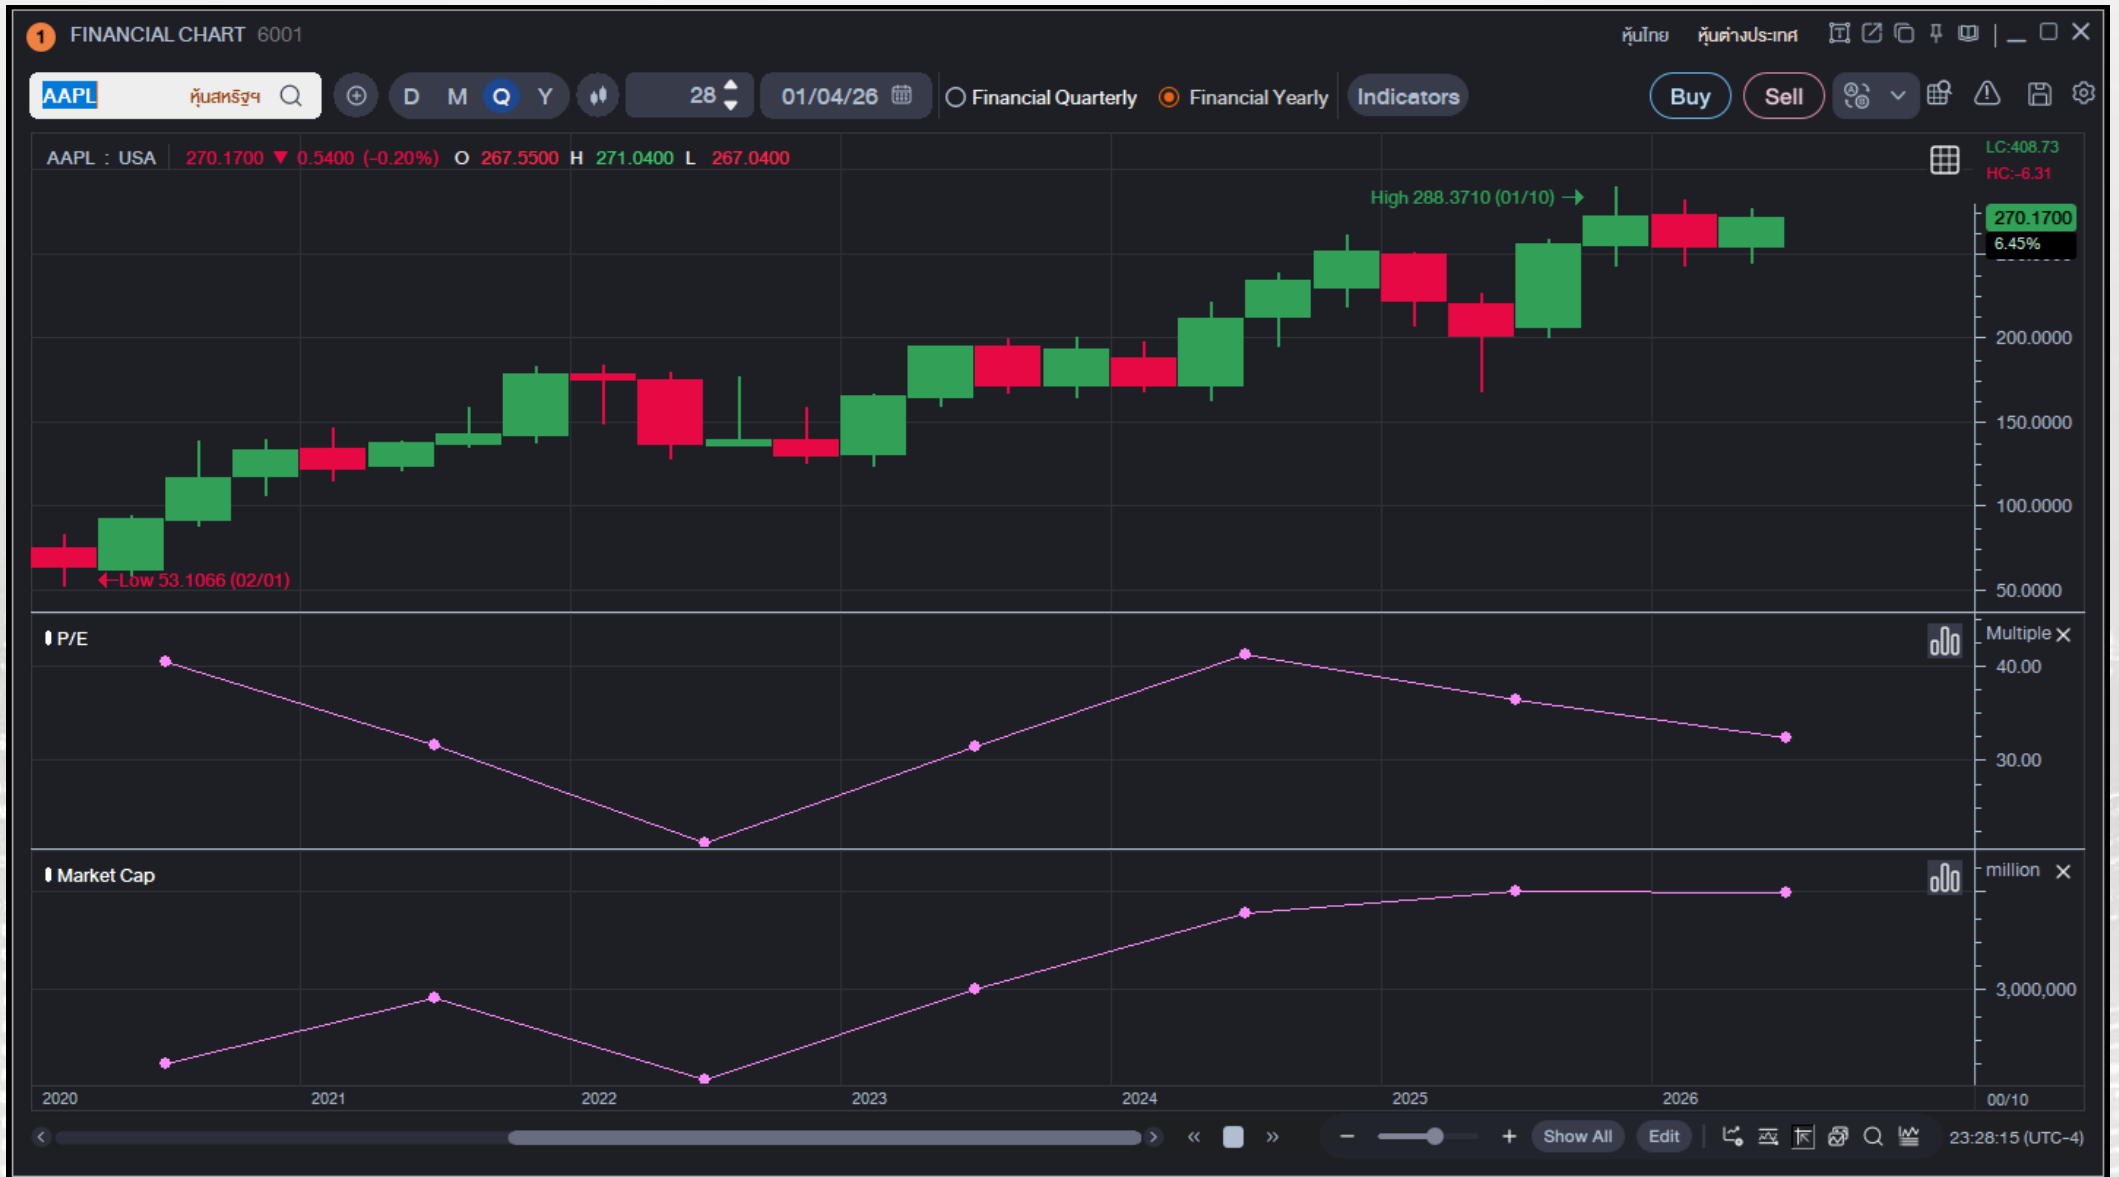 1 FINANCIAL CHART 6001 หุ้นไทย หุ้นต่างประเทศ
AAPL หุ้นสหรัฐฯ D M Q Y 28 01/04/26 Financial Quarterly Financial Yearly Indicators Buy Sell
AAPL : USA 270.1700 ▼ 0.5400 (-0.20%) O 267.5500 H 271.0400 L 267.0400
LC:408.73
HC:-6.31
High 288.3710 (01/10) →
270.1700
6.45%
200.0000
150.0000
100.0000
←Low 53.1066 (02/01)
50.0000
P/E Multiple
40.00
30.00
Market Cap million
3,000,000
2020 2021 2022 2023 2024 2025 2026 00/10
Show All Edit 23:28:15 (UTC-4)